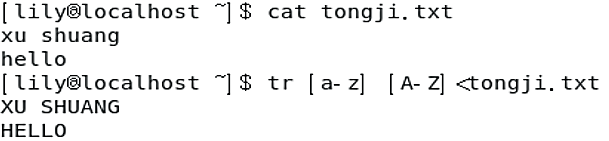 [lily@localhost ~]$ cat tongji.txt
xu shuang
hello
[lily@localhost ~]$ tr [a-z] [A-Z] <tongji.txt
XU SHUANG
HELLO